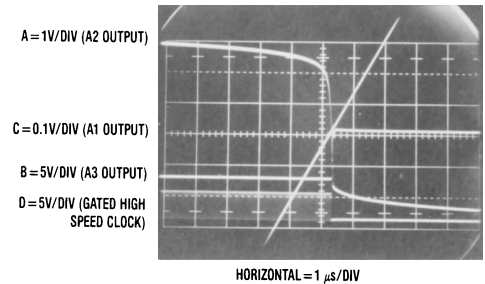 A=1V/DIV (A2 OUTPUT)
C=0.1V/DIV (A1 OUTPUT)
B=5V/DIV (A3 OUTPUT)
D=5V/DIV (GATED HIGH
SPEED CLOCK)
HORIZONTAL=1 µs/DIV